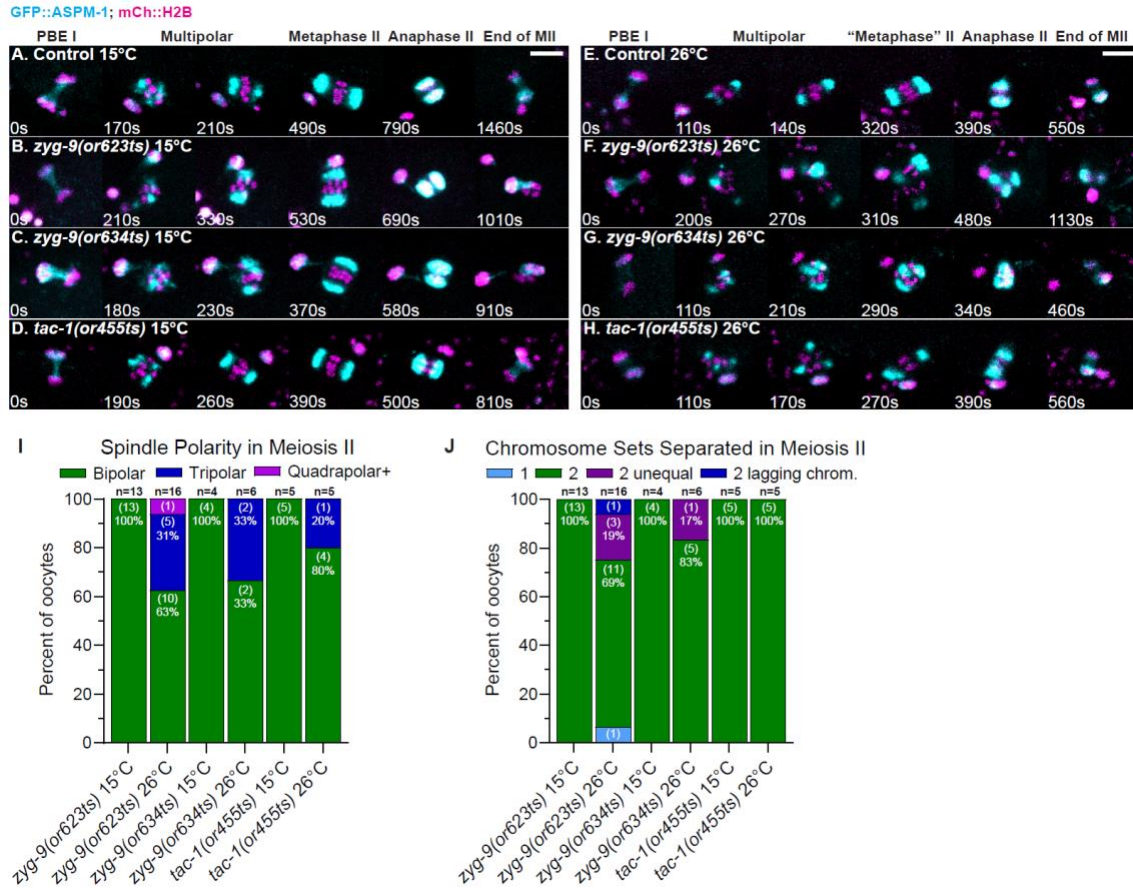 GFP::ASPM-1; mCh::H2B
PBE I Multipolar Metaphase II Anaphase II End of MII
A. Control 15°C
0s 170s 210s 490s 790s 1460s
B. zyg-9(or623ts) 15°C
0s 210s 330s 530s 690s 1010s
C. zyg-9(or634ts) 15°C
0s 180s 230s 370s 580s 910s
D. tac-1(or455ts) 15°C
0s 190s 260s 390s 500s 810s
PBE I Multipolar “Metaphase” II Anaphase II End of MII
E. Control 26°C
0s 110s 140s 320s 390s 550s
F. zyg-9(or623ts) 26°C
0s 200s 270s 310s 480s 1130s
G. zyg-9(or634ts) 26°C
0s 110s 210s 290s 340s 460s
H. tac-1(or455ts) 26°C
0s 110s 170s 270s 390s 560s
I Spindle Polarity in Meiosis II
Bipolar Tripolar Quadrapolar+
n=13 n=16 n=4 n=6 n=5 n=5
Percent of oocytes
100
80
60
40
20
0
(13)
100%
(1)
(5)
31%
(10)
63%
(4)
100%
(2)
33%
(2)
33%
(5)
100%
(1)
20%
(4)
80%
zyg-9(or623ts) 15°C
zyg-9(or623ts) 26°C
zyg-9(or634ts) 15°C
zyg-9(or634ts) 26°C
tac-1(or455ts) 15°C
tac-1(or455ts) 26°C
J Chromosome Sets Separated in Meiosis II
1 2 2 unequal 2 lagging chrom.
n=13 n=16 n=4 n=6 n=5 n=5
Percent of oocytes
100
80
60
40
20
0
(13)
100%
(1)
(3)
19%
(11)
69%
(1)
(4)
100%
(1)
17%
(5)
83%
(5)
100%
(5)
100%
zyg-9(or623ts) 15°C
zyg-9(or623ts) 26°C
zyg-9(or634ts) 15°C
zyg-9(or634ts) 26°C
tac-1(or455ts) 15°C
tac-1(or455ts) 26°C